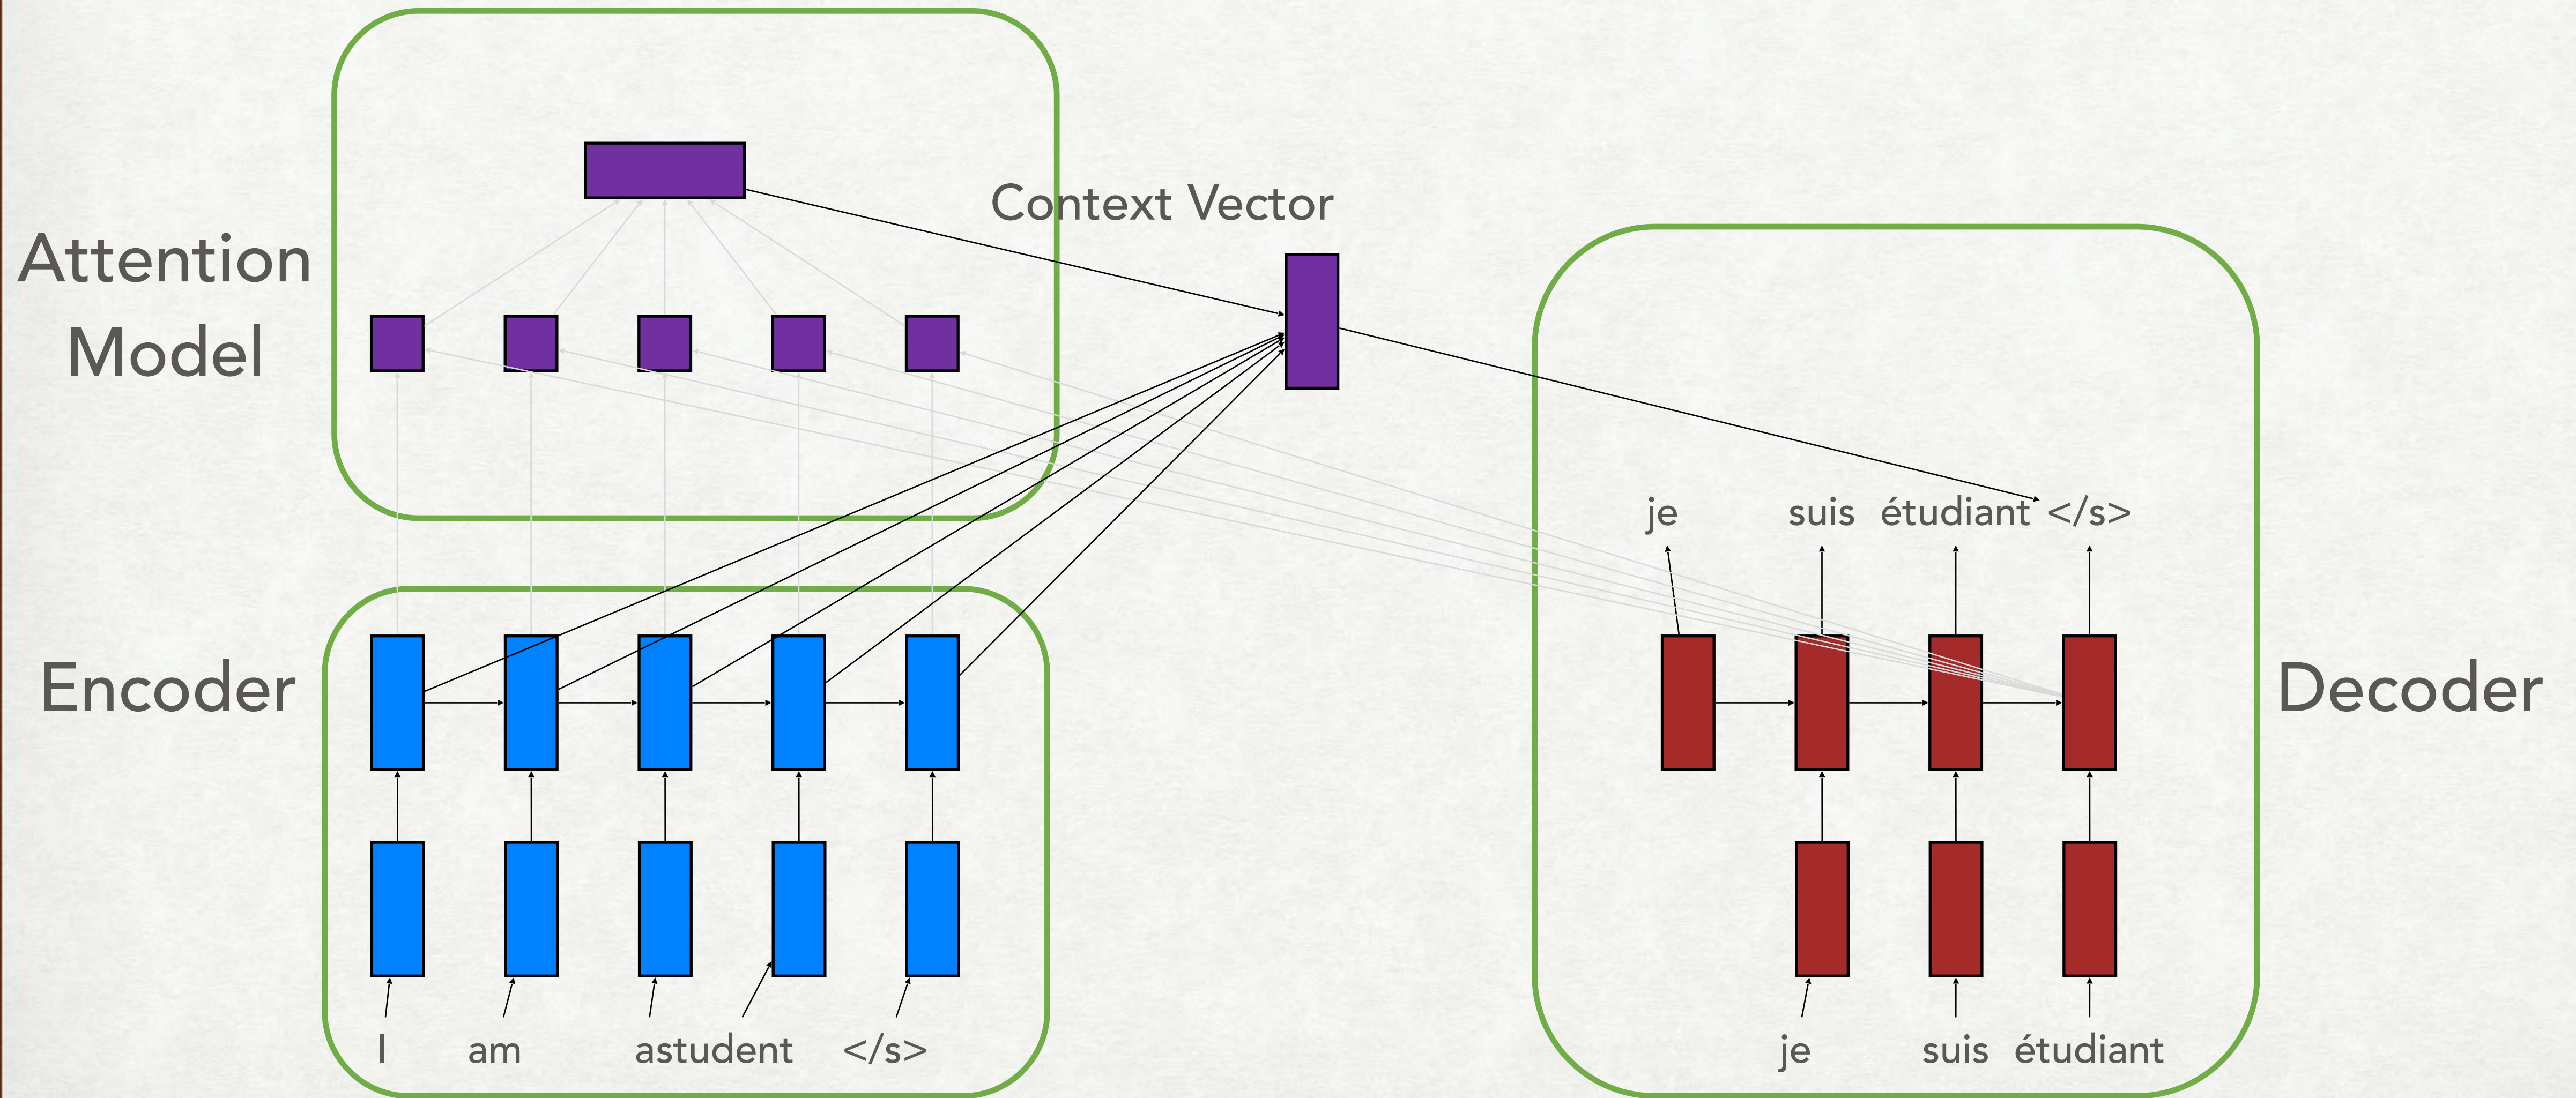 Attention
Model
Context Vector
je suis étudiant </s>
Encoder
Decoder
I am astudent </s>
je suis étudiant